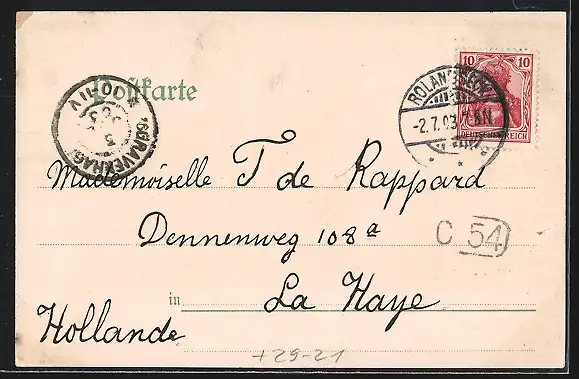 Postkarte
10
10
DEUTSCHES REICH
ROLANDSECK
-2.7.03
'SGRAVENHAGE
Mademoiselle T de Rappard
Dennenweg 108a
C 54
in La Haye
Hollande
+29-21